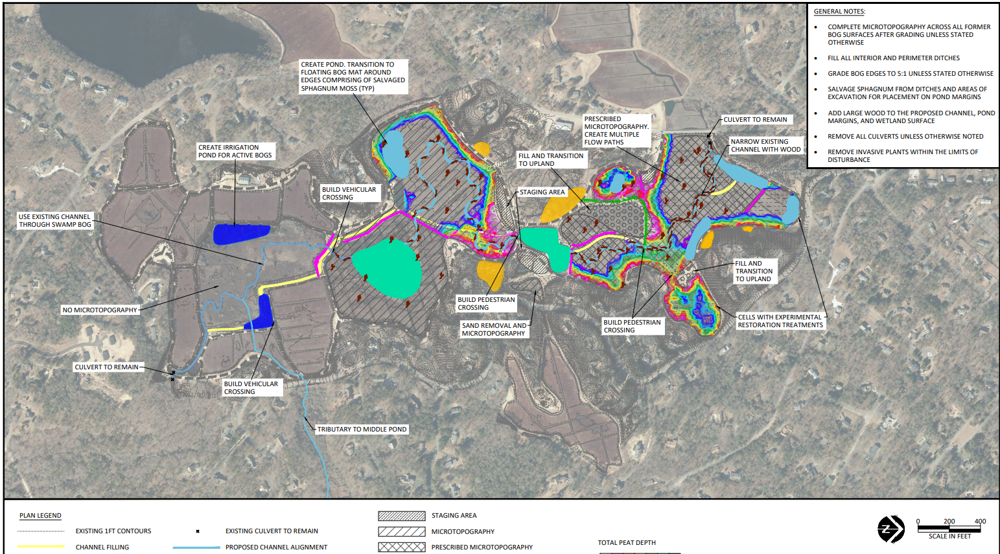 GENERAL NOTES:
• COMPLETE MICROTOPOGRAPHY ACROSS ALL FORMER
BOG SURFACES AFTER GRADING UNLESS STATED
OTHERWISE
• FILL ALL INTERIOR AND PERIMETER DITCHES
• GRADE BOG EDGES TO 5:1 UNLESS STATED OTHERWISE
• SALVAGE SPHAGNUM FROM DITCHES AND AREAS OF
EXCAVATION FOR PLACEMENT ON POND MARGINS
• ADD LARGE WOOD TO THE PROPOSED CHANNEL, POND
MARGINS, AND WETLAND SURFACE
• REMOVE ALL CULVERTS UNLESS OTHERWISE NOTED
• REMOVE INVASIVE PLANTS WITHIN THE LIMITS OF
DISTURBANCE
CREATE POND. TRANSITION TO
FLOATING BOG MAT AROUND
EDGES COMPRISING OF SALVAGED
SPHAGNUM MOSS (TYP)
PRESCRIBED
MICROTOPOGRAPHY.
CREATE MULTIPLE
FLOW PATHS
CULVERT TO REMAIN
NARROW EXISTING
CHANNEL WITH WOOD
CREATE IRRIGATION
POND FOR ACTIVE BOGS
FILL AND TRANSITION
TO UPLAND
BUILD VEHICULAR
CROSSING
STAGING AREA
USE EXISTING CHANNEL
THROUGH SWAMP BOG
FILL AND
TRANSITION
TO UPLAND
NO MICROTOPOGRAPHY
BUILD PEDESTRIAN
CROSSING
SAND REMOVAL AND
MICROTOPOGRAPHY
BUILD PEDESTRIAN
CROSSING
CELLS WITH EXPERIMENTAL
RESTORATION TREATMENTS
CULVERT TO REMAIN
BUILD VEHICULAR
CROSSING
TRIBUTARY TO MIDDLE POND
PLAN LEGEND
EXISTING 1FT CONTOURS
CHANNEL FILLING
EXISTING CULVERT TO REMAIN
PROPOSED CHANNEL ALIGNMENT
STAGING AREA
MICROTOPOGRAPHY
PRESCRIBED MICROTOPOGRAPHY
TOTAL PEAT DEPTH
Z
0 200 400
SCALE IN FEET